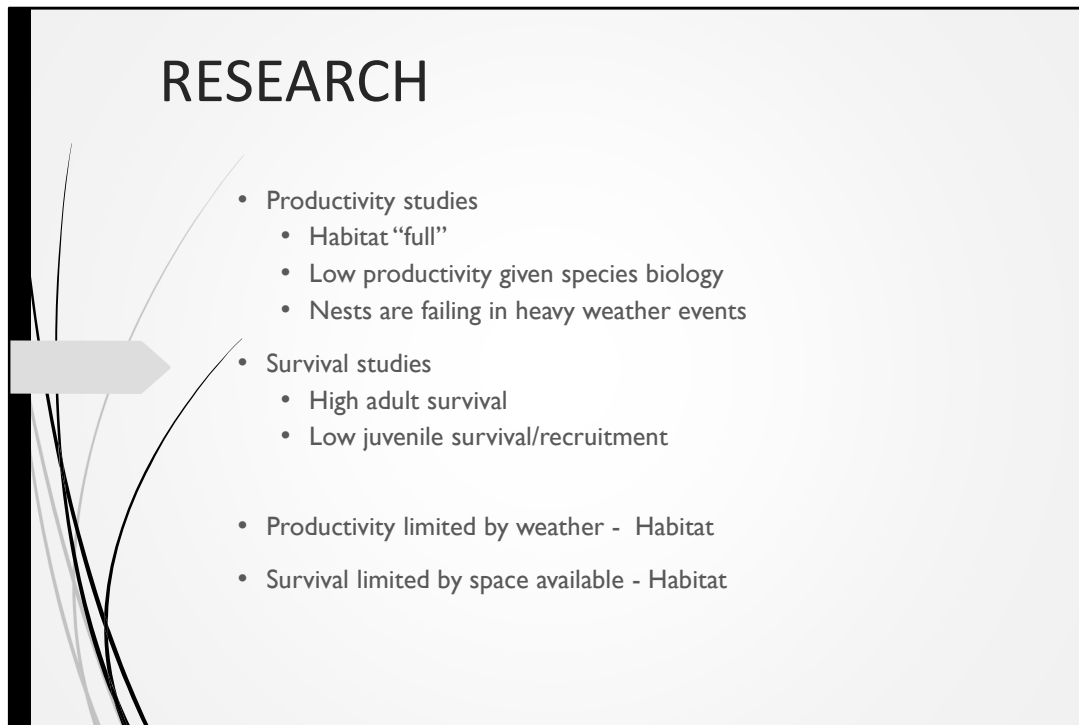 RESEARCH
• Productivity studies
• Habitat “full”
• Low productivity given species biology
• Nests are failing in heavy weather events
• Survival studies
• High adult survival
• Low juvenile survival/recruitment
• Productivity limited by weather - Habitat
• Survival limited by space available - Habitat